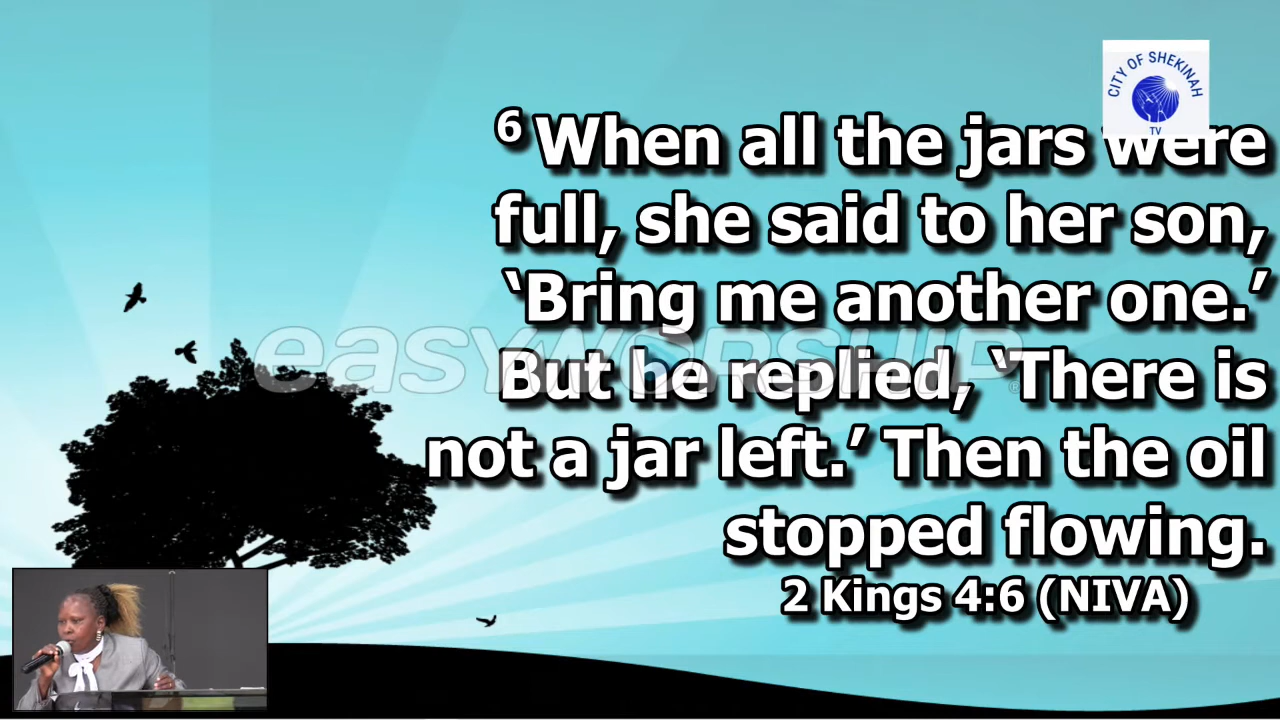 CITY OF SHEKINAH
TV
6 When all the jars were
full, she said to her son,
‘Bring me another one.’
But he replied, ‘There is
not a jar left.’ Then the oil
stopped flowing.
2 Kings 4:6 (NIVA)
easyWORSHIP®